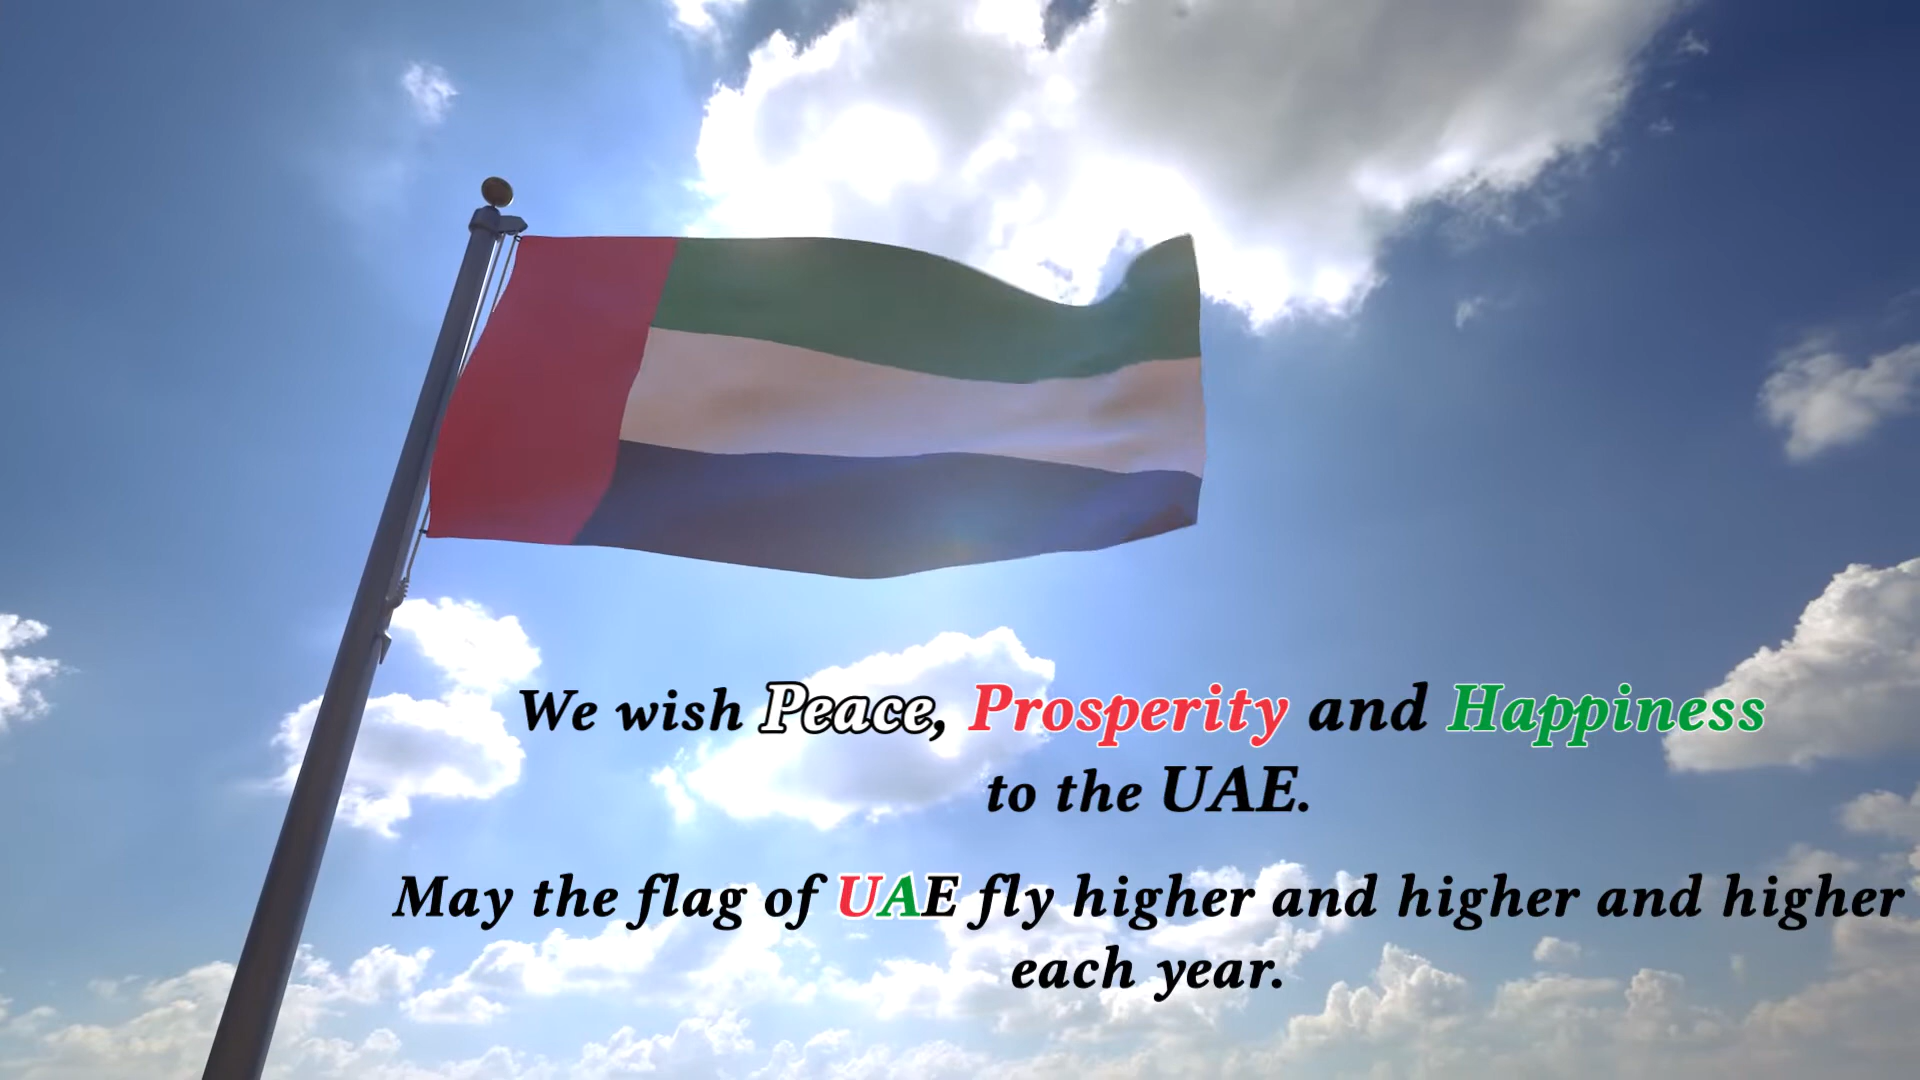 We wish Peace, Prosperity and Happiness
to the UAE.
May the flag of UAE fly higher and higher and higher
each year.